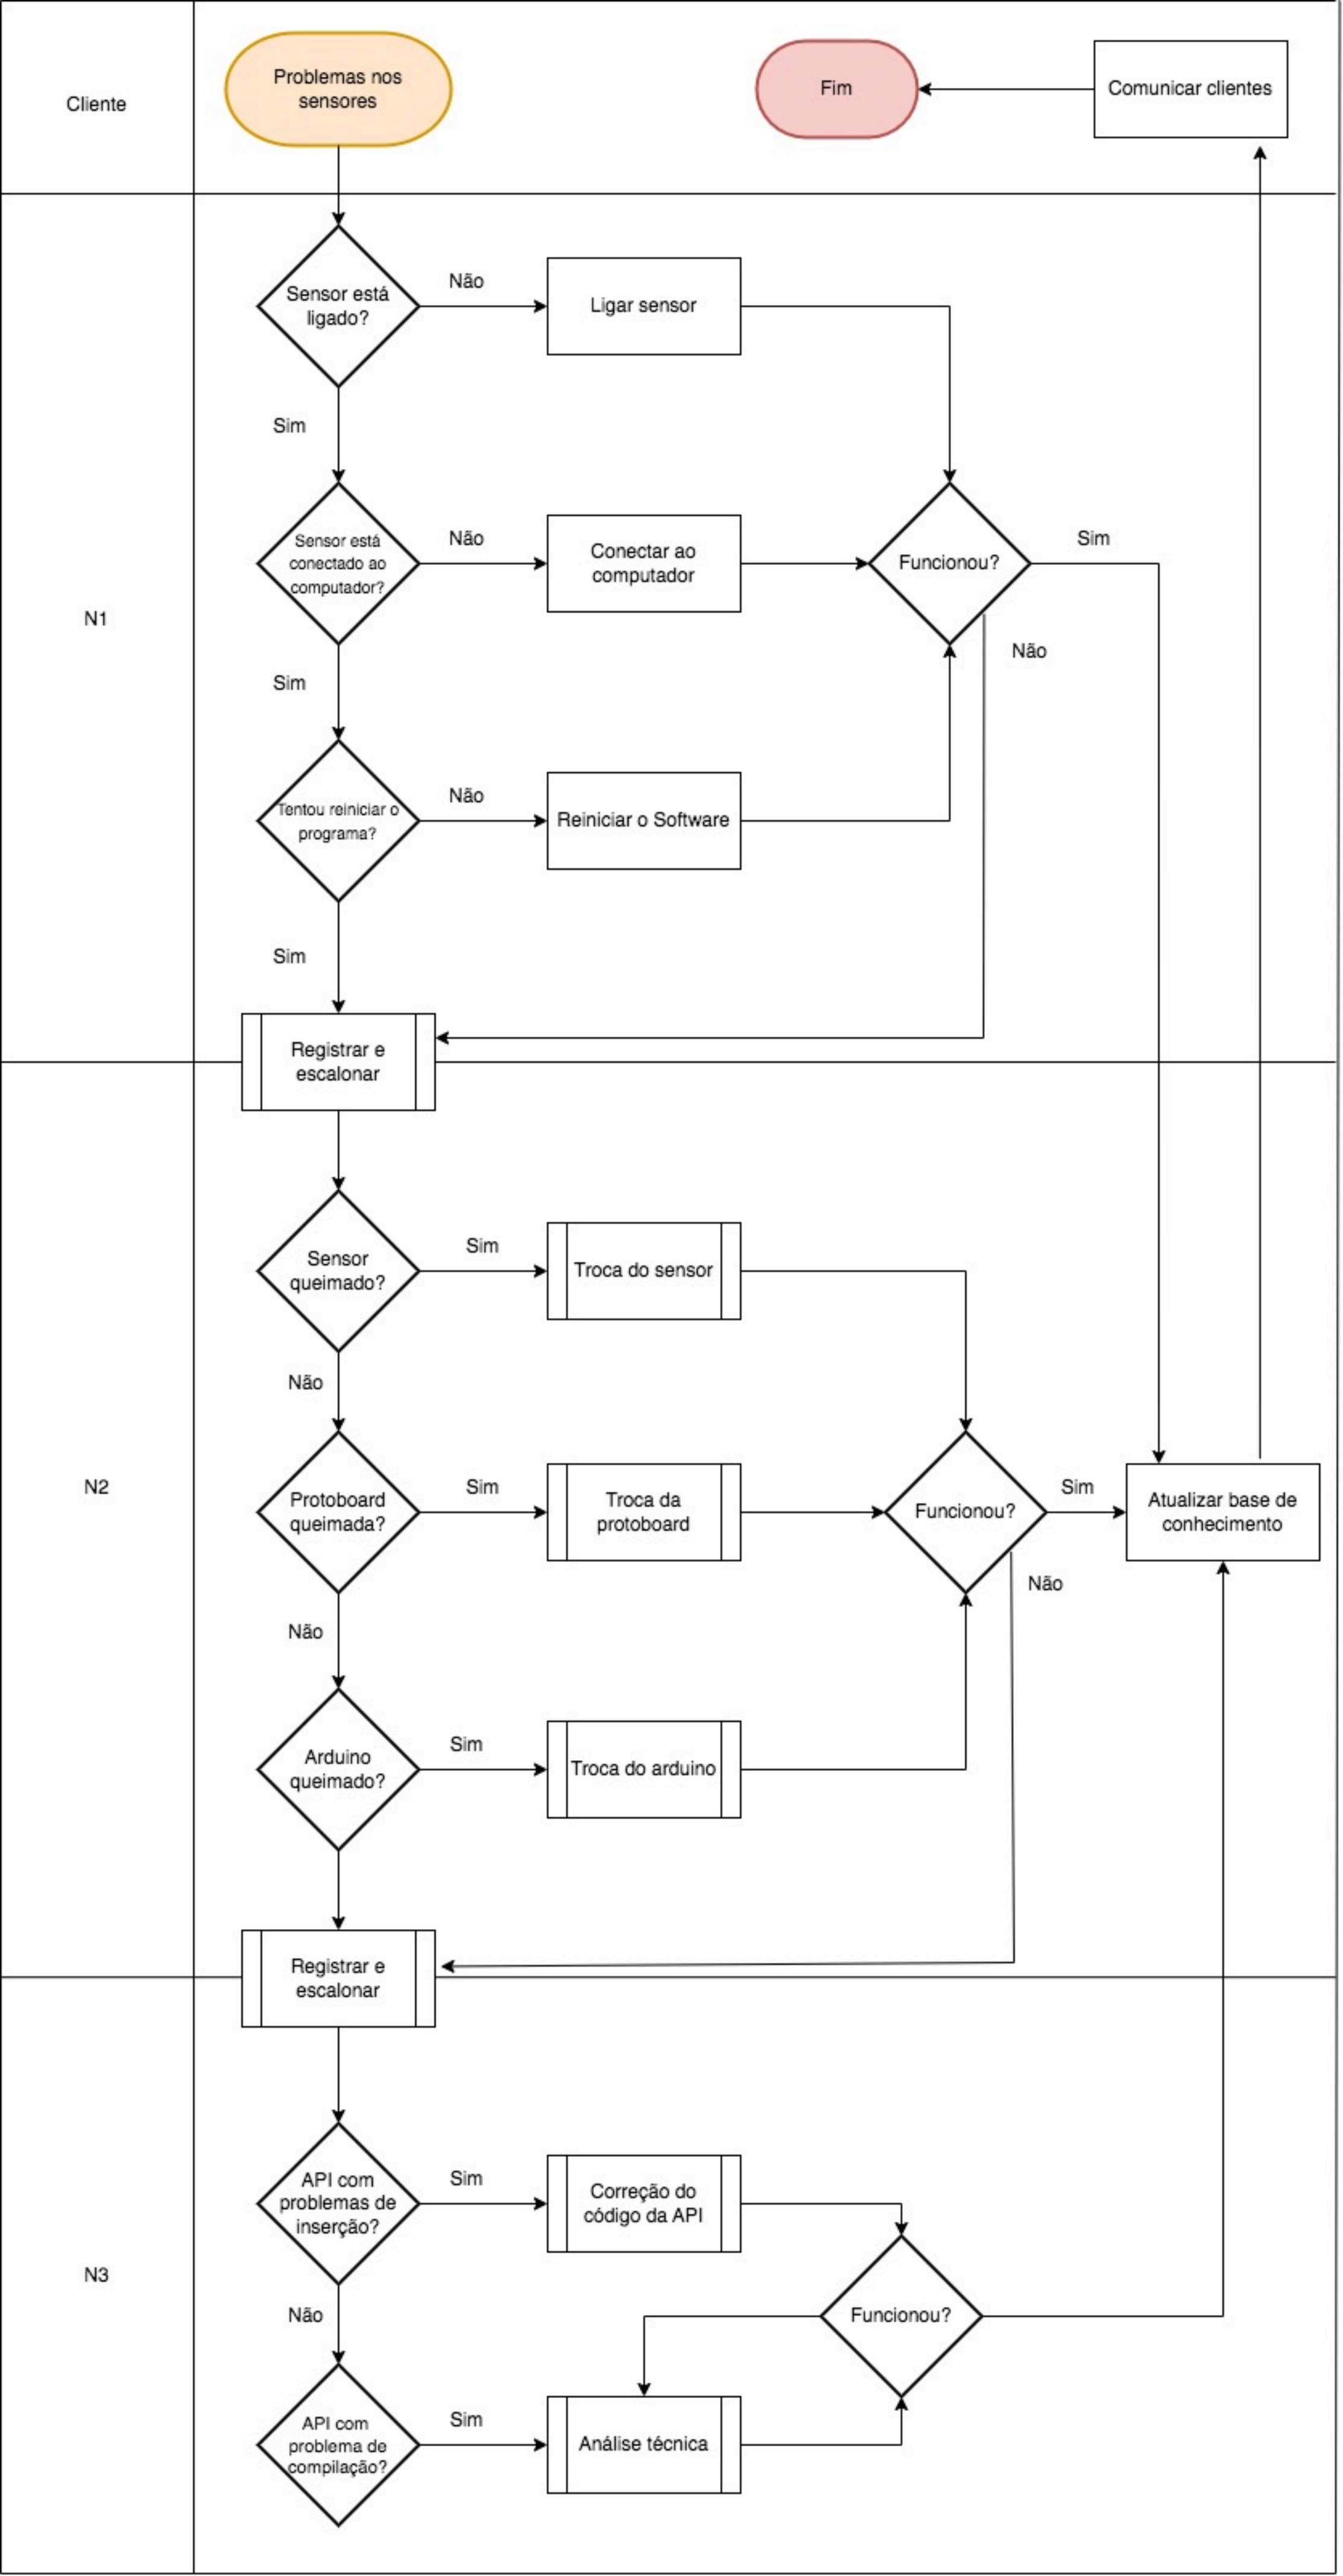 Cliente
Problemas nos
sensores
Fim
Comunicar clientes
N1
Sensor está
ligado?
Não
Ligar sensor
Sim
Sensor está
conectado ao
computador?
Não
Conectar ao
computador
Funcionou?
Sim
Não
Sim
Tentou reiniciar o
programa?
Não
Reiniciar o Software
Sim
Registrar e
escalonar
N2
Sensor
queimado?
Sim
Troca do sensor
Não
Protoboard
queimada?
Sim
Troca da
protoboard
Funcionou?
Sim
Atualizar base de
conhecimento
Não
Não
Arduino
queimado?
Sim
Troca do arduino
Registrar e
escalonar
N3
API com
problemas de
inserção?
Sim
Correção do
código da API
Não
Funcionou?
API com
problema de
compilação?
Sim
Análise técnica